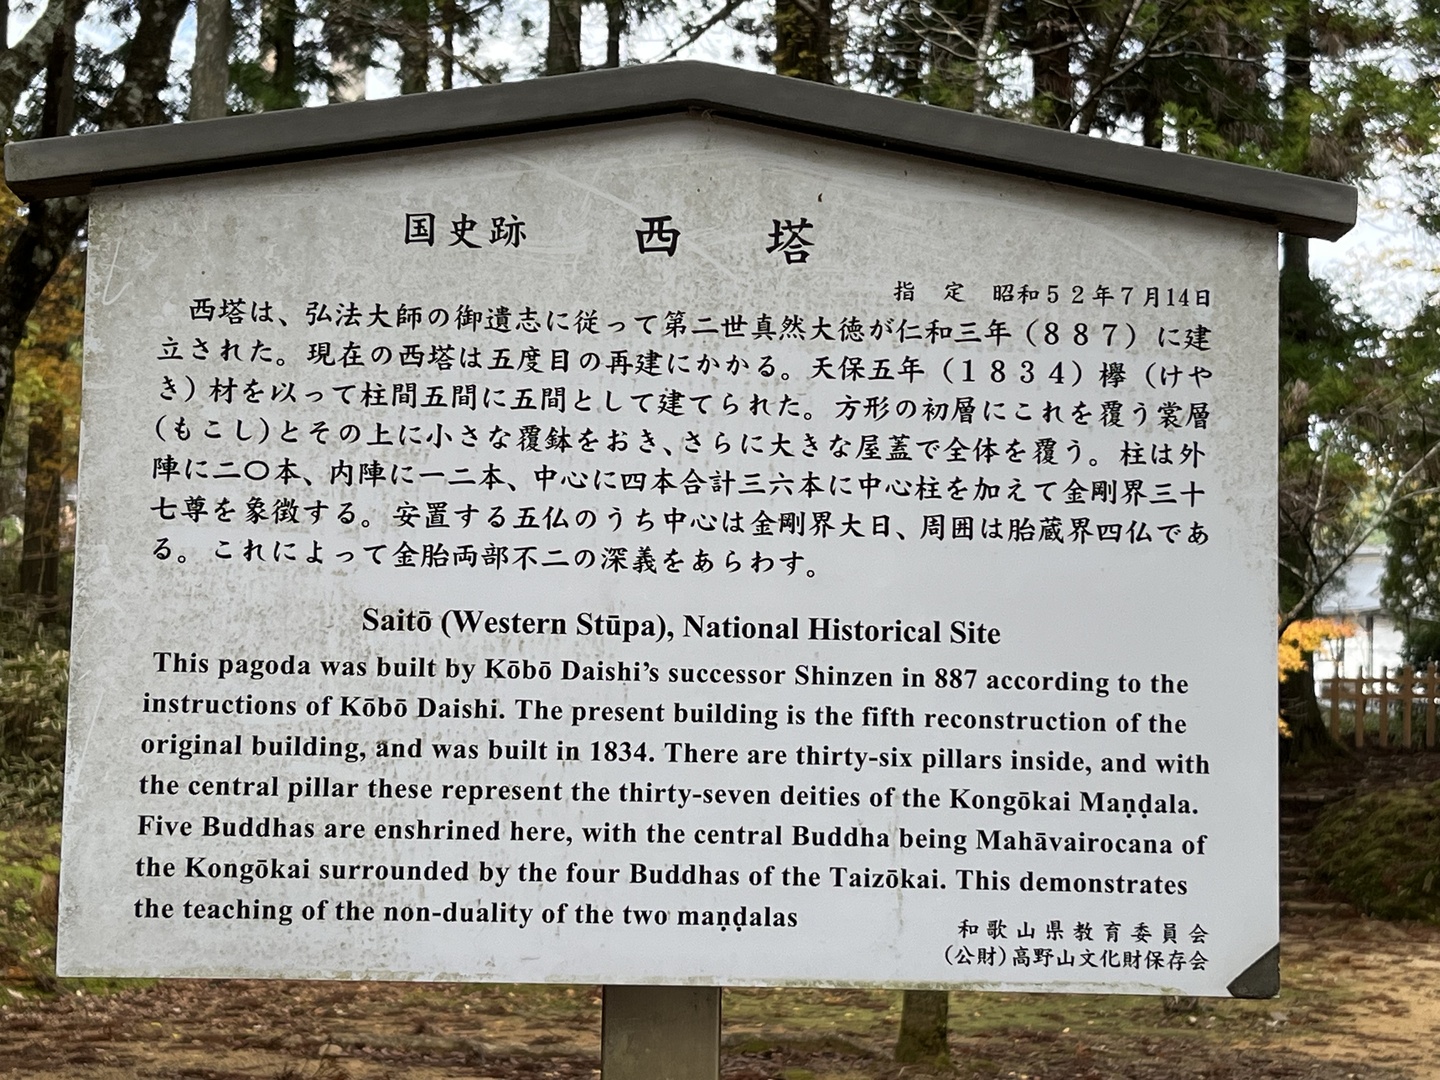 国史跡 西塔
指定 昭和52年7月14日
西塔は、弘法大師の御遺志に従って第二世真然大徳が仁和三年(887)に建
立された。現在の西塔は五度目の再建にかかる。天保五年(1834)欅(けや
き)材を以って柱間五間に五間として建てられた。方形の初層にこれを覆う裳層
(もこし)とその上に小さな覆鉢をおき、さらに大きな屋蓋で全体を覆う。柱は外
陣に二〇本、内陣に一二本、中心に四本合計三六本に中心柱を加えて金剛界三十
七尊を象徴する。安置する五仏のうち中心は金剛界大日、周囲は胎蔵界四仏であ
る。これによって金胎両部不二の深義をあらわす。
Saitō (Western Stūpa), National Historical Site
This pagoda was built by Kōbō Daishi's successor Shinzen in 887 according to the
instructions of Kōbō Daishi. The present building is the fifth reconstruction of the
original building, and was built in 1834. There are thirty-six pillars inside, and with
the central pillar these represent the thirty-seven deities of the Kongōkai Maṇḍala.
Five Buddhas are enshrined here, with the central Buddha being Mahāvairocana of
the Kongōkai surrounded by the four Buddhas of the Taizōkai. This demonstrates
the teaching of the non-duality of the two maṇḍalas
和歌山県教育委員会
(公財)高野山文化財保存会